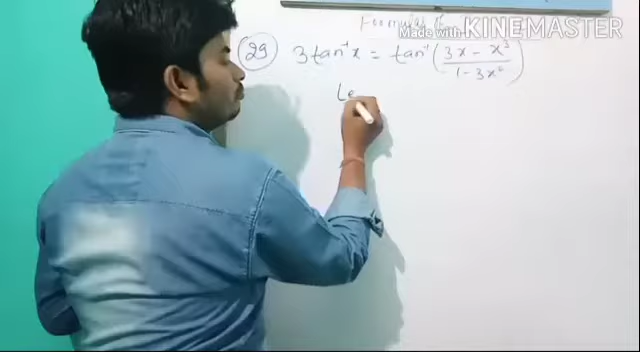 Formula
Made with KINEMASTER
29 3tan⁻¹x = tan⁻¹(3x - x³ / 1 - 3x²)
Le